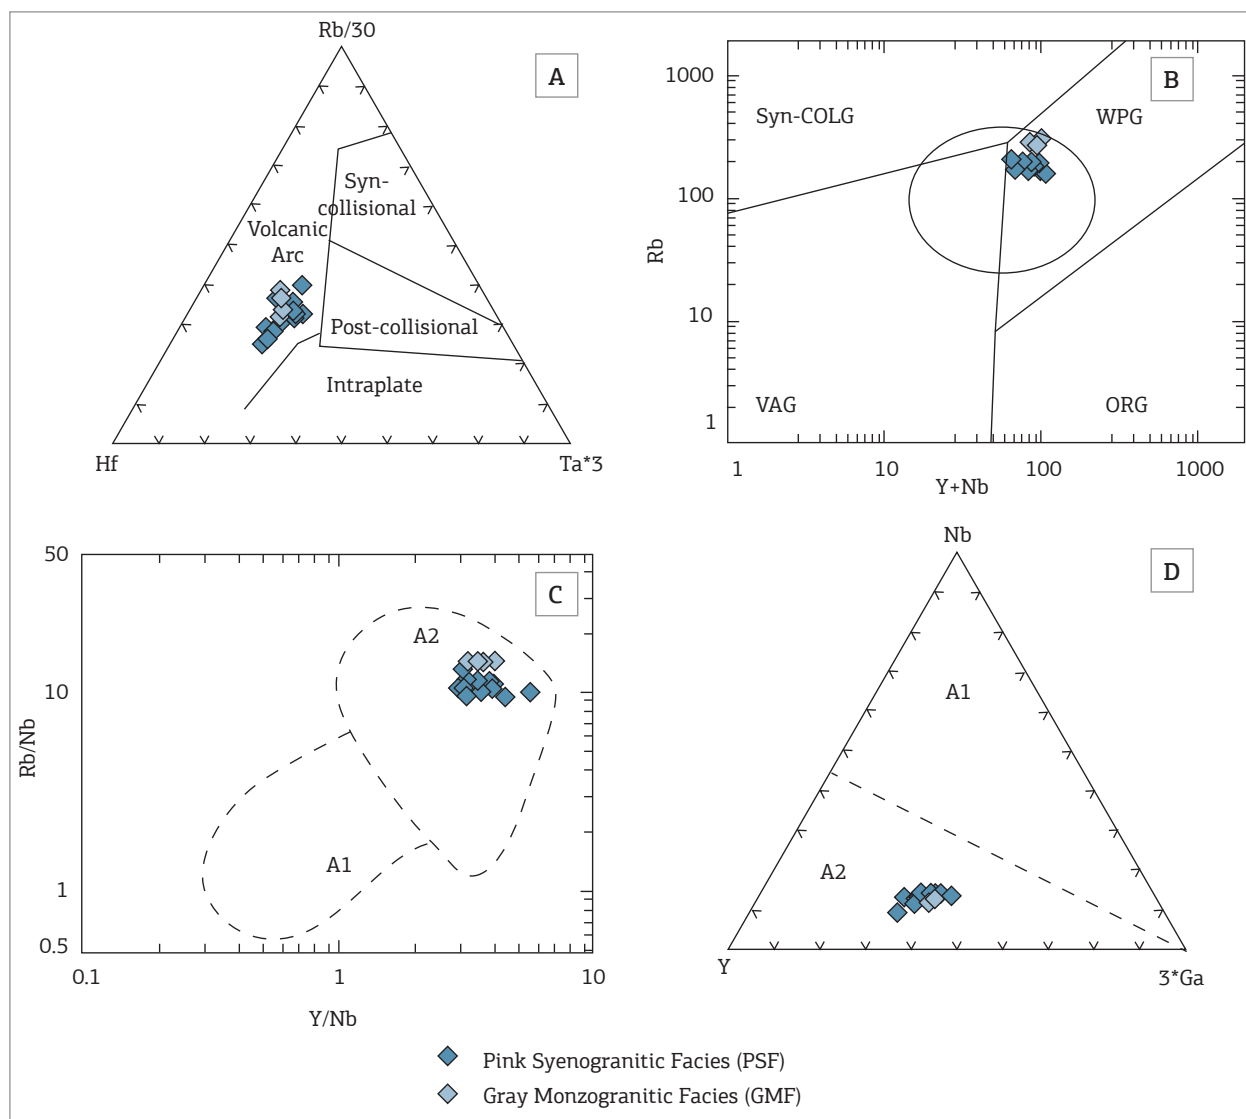 Rb/30
A
Syn-
collisional
Volcanic
Arc
Post-collisional
Intraplate
Hf
Ta*3
B
1000
Syn-COLG
WPG
100
Rb
10
VAG
ORG
1
1
10
100
1000
Y+Nb
50
C
A2
10
Rb/Nb
A1
1
0.5
0.1
1
10
Y/Nb
Nb
D
A1
A2
Y
3*Ga
Pink Syenogranitic Facies (PSF)
Gray Monzogranitic Facies (GMF)